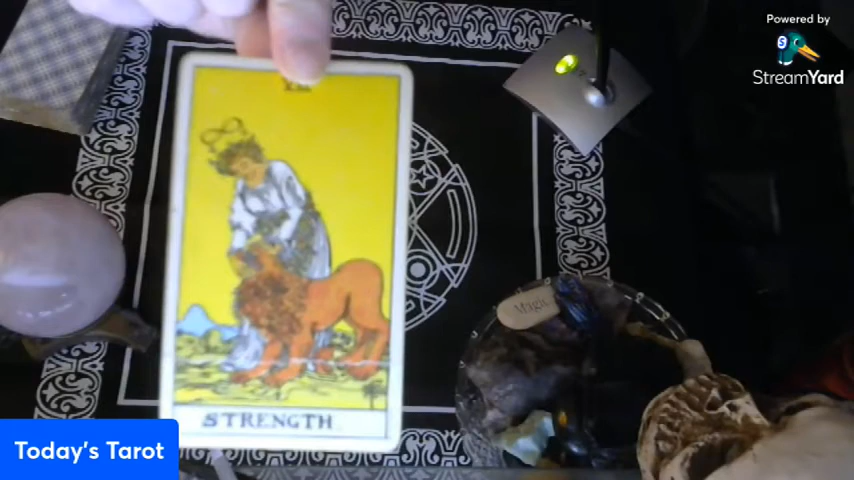 Powered by
StreamYard
Magic
STRENGTH.
Today's Tarot